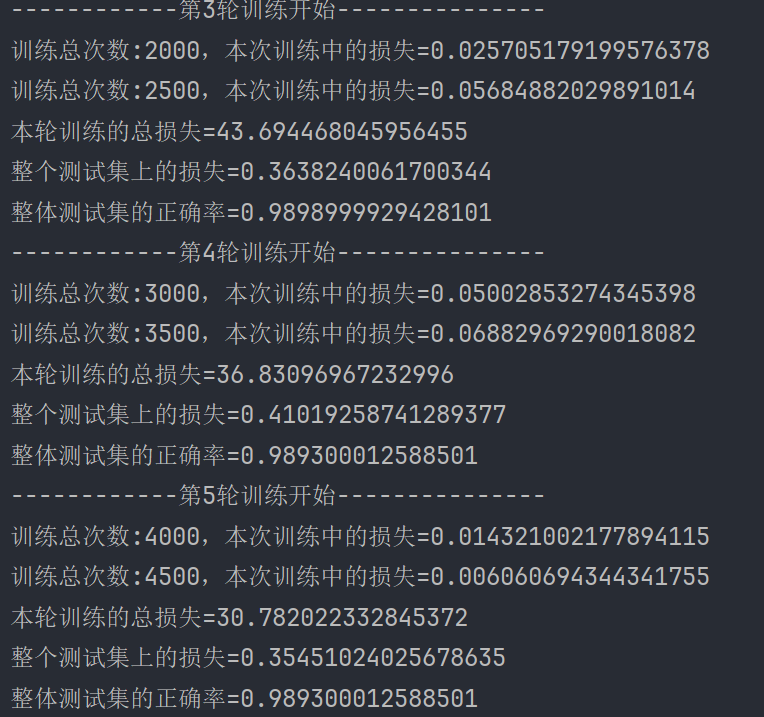 ------------第3轮训练开始---------------
训练总次数:2000，本次训练中的损失=0.025705179199576378
训练总次数:2500，本次训练中的损失=0.05684882029891014
本轮训练的总损失=43.694468045956455
整个测试集上的损失=0.3638240061700344
整体测试集的正确率=0.9898999929428101
------------第4轮训练开始---------------
训练总次数:3000，本次训练中的损失=0.05002853274345398
训练总次数:3500，本次训练中的损失=0.06882969290018082
本轮训练的总损失=36.83096967232996
整个测试集上的损失=0.41019258741289377
整体测试集的正确率=0.989300012588501
------------第5轮训练开始---------------
训练总次数:4000，本次训练中的损失=0.014321002177894115
训练总次数:4500，本次训练中的损失=0.006060694344341755
本轮训练的总损失=30.782022332845372
整个测试集上的损失=0.35451024025678635
整体测试集的正确率=0.989300012588501